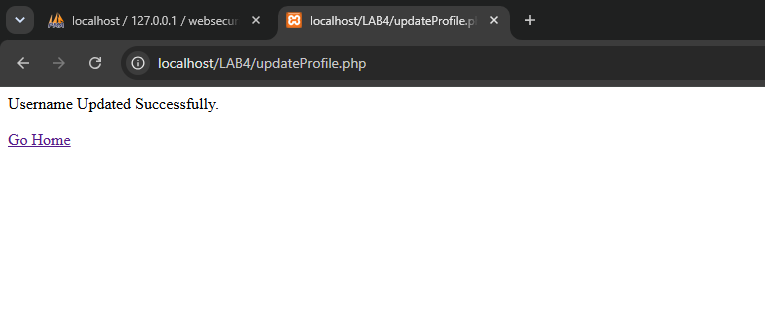 localhost / 127.0.0.1 / websecur
localhost/LAB4/updateProfile.p
localhost/LAB4/updateProfile.php
Username Updated Successfully.
Go Home